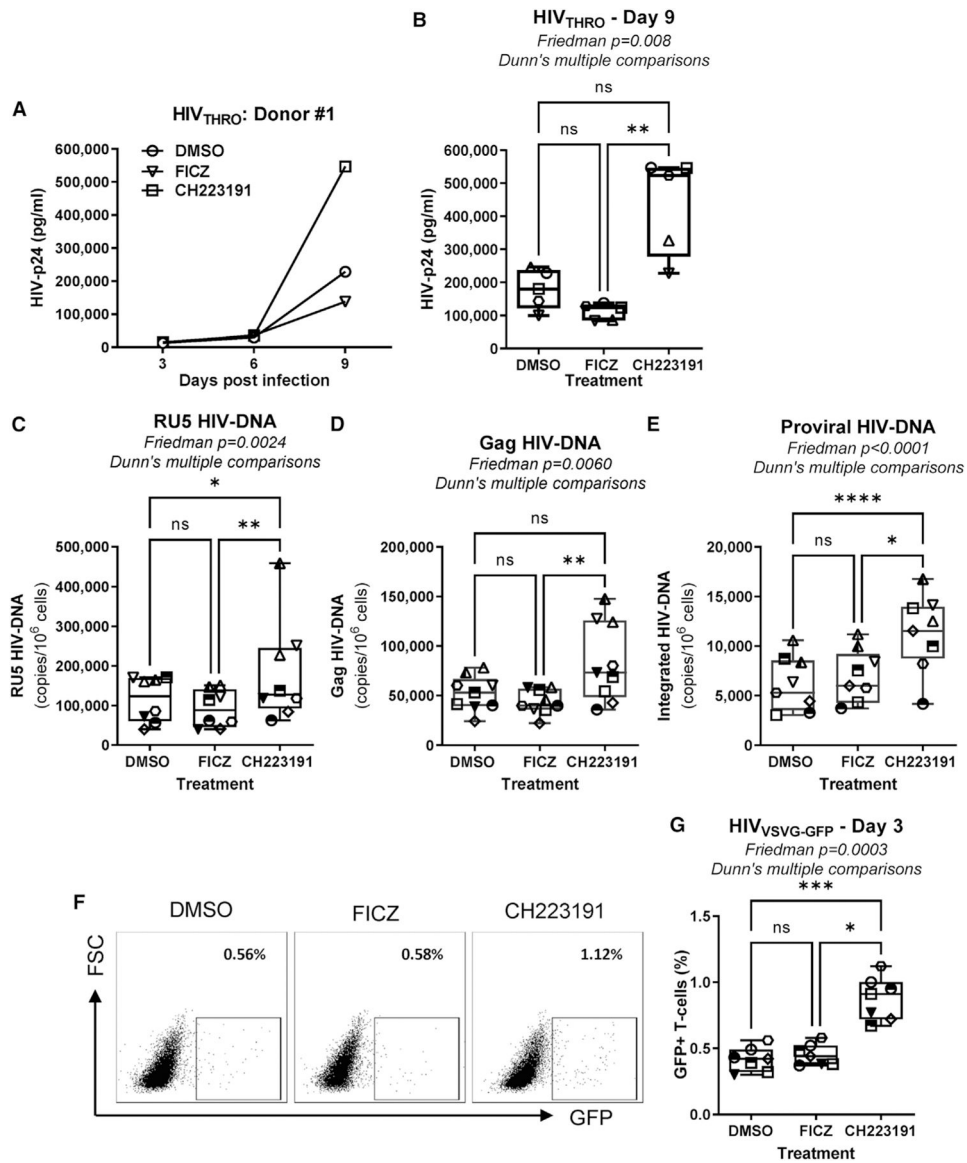 A
HIVTHRO: Donor #1
DMSO
FICZ
CH223191
HIV-p24 (pg/ml)
600,000
500,000
400,000
300,000
200,000
100,000
0
3 6 9
Days post infection
B
HIVTHRO - Day 9
Friedman p=0.008
Dunn's multiple comparisons
ns
ns **
HIV-p24 (pg/ml)
600,000
500,000
400,000
300,000
200,000
100,000
0
DMSO FICZ CH223191
Treatment
C
RU5 HIV-DNA
Friedman p=0.0024
Dunn's multiple comparisons
*
ns **
RU5 HIV-DNA
(copies/10⁶ cells)
500,000
400,000
300,000
200,000
100,000
0
DMSO FICZ CH223191
Treatment
D
Gag HIV-DNA
Friedman p=0.0060
Dunn's multiple comparisons
ns
ns **
Gag HIV-DNA
(copies/10⁶ cells)
200,000
150,000
100,000
50,000
0
DMSO FICZ CH223191
Treatment
E
Proviral HIV-DNA
Friedman p<0.0001
Dunn's multiple comparisons
****
ns *
Integrated HIV-DNA
(copies/10⁶ cells)
20,000
15,000
10,000
5,000
0
DMSO FICZ CH223191
Treatment
F
DMSO FICZ CH223191
0.56% 0.58% 1.12%
FSC
GFP
G
HIVVSVG-GFP - Day 3
Friedman p=0.0003
Dunn's multiple comparisons
***
ns *
GFP+ T-cells (%)
1.5
1.0
0.5
0.0
DMSO FICZ CH223191
Treatment